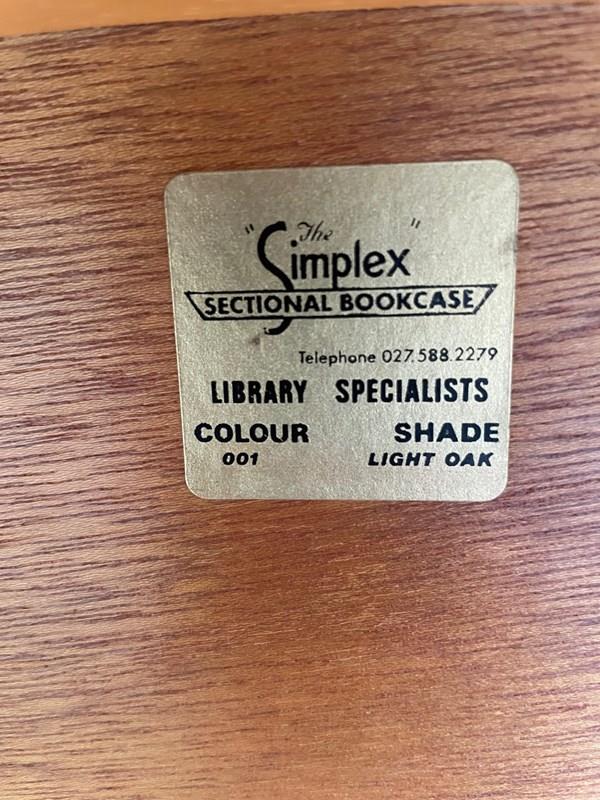 "The
Simplex"
SECTIONAL BOOKCASE
Telephone 027.588.2279
LIBRARY SPECIALISTS
COLOUR SHADE
001 LIGHT OAK